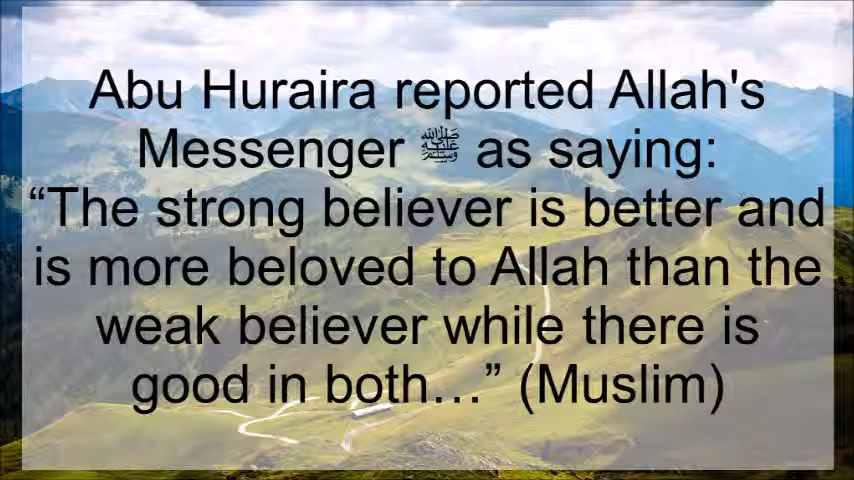 Abu Huraira reported Allah's
Messenger ﷺ as saying:
“The strong believer is better and
is more beloved to Allah than the
weak believer while there is
good in both…” (Muslim)